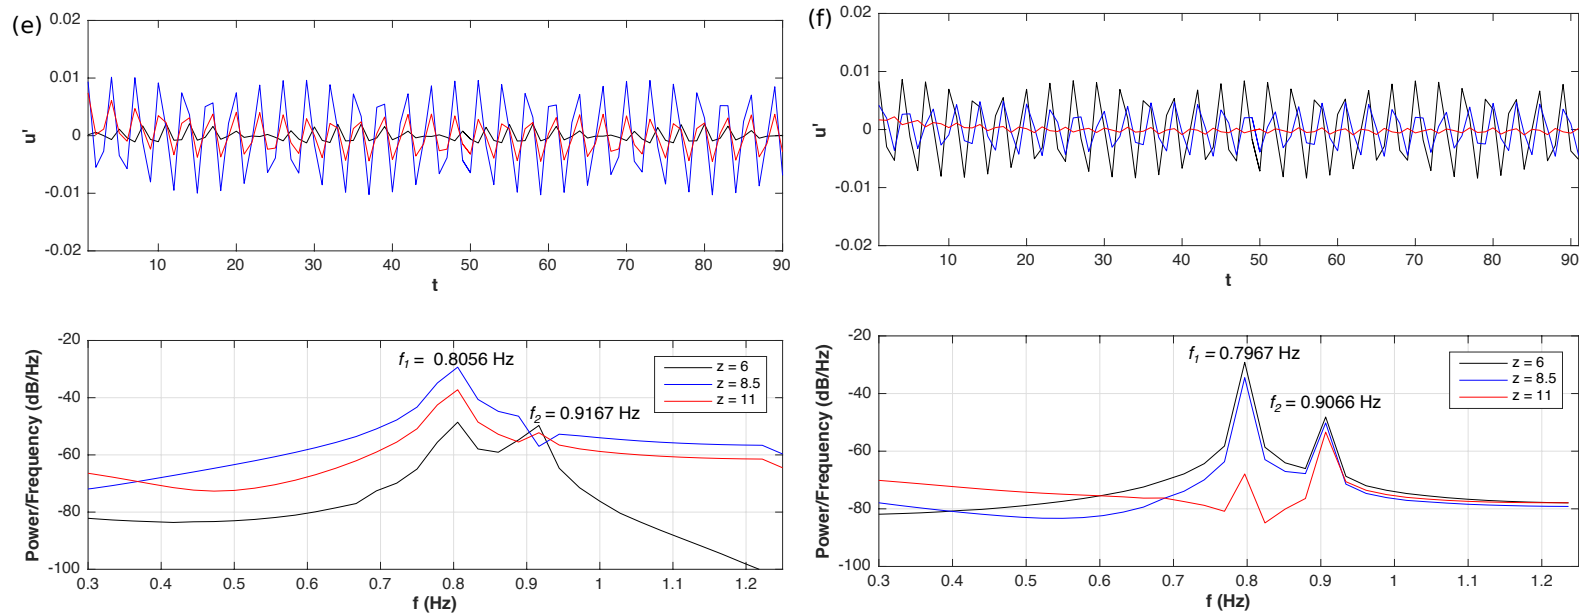 (e)
0.02
0.01
0
-0.01
-0.02
u'
10 20 30 40 50 60 70 80 90
t
(f)
0.02
0.01
0
-0.01
-0.02
u'
10 20 30 40 50 60 70 80 90
t
-20
-40
-60
-80
-100
Power/Frequency (dB/Hz)
f1 = 0.8056 Hz
f2 = 0.9167 Hz
z = 6
z = 8.5
z = 11
0.3 0.4 0.5 0.6 0.7 0.8 0.9 1 1.1 1.2
f (Hz)
-20
-40
-60
-80
-100
Power/Frequency (dB/Hz)
f1 = 0.7967 Hz
f2 = 0.9066 Hz
z = 6
z = 8.5
z = 11
0.3 0.4 0.5 0.6 0.7 0.8 0.9 1 1.1 1.2
f (Hz)